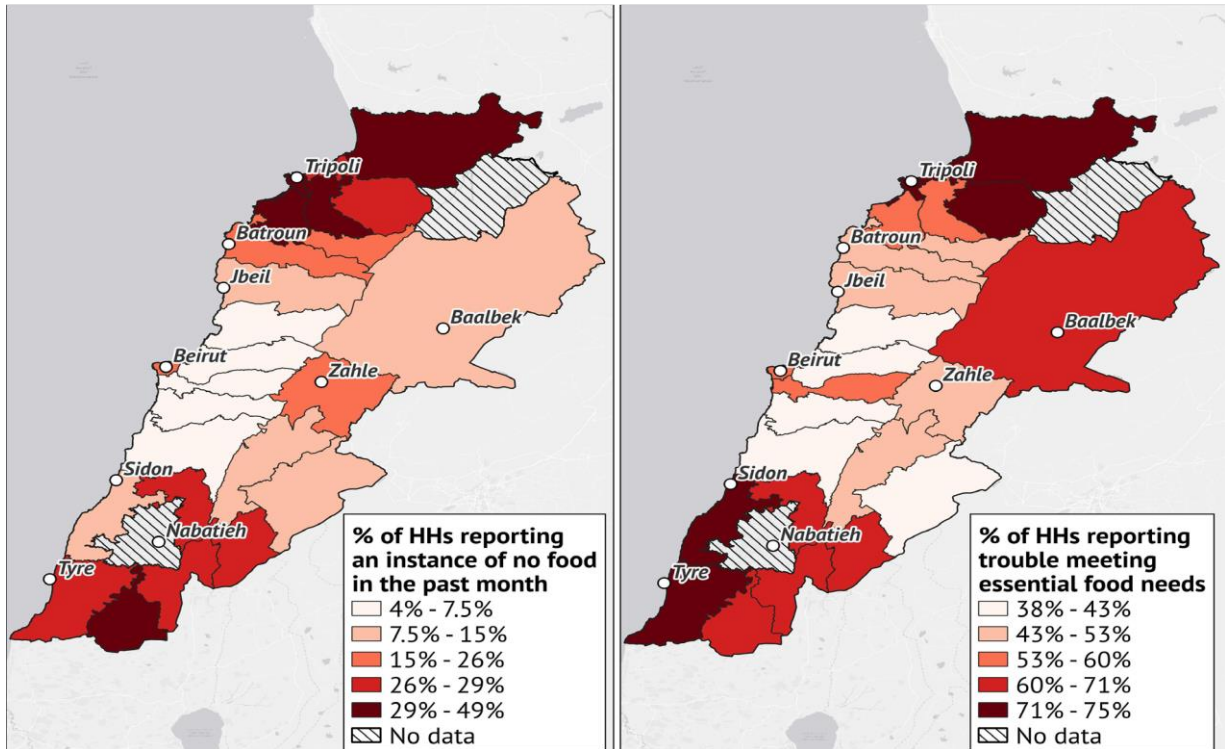 Tripoli
Batroun
Jbeil
Beirut
Baalbek
Zahle
Sidon
Nabatieh
Tyre
% of HHs reporting
an instance of no food
in the past month
4% - 7.5%
7.5% - 15%
15% - 26%
26% - 29%
29% - 49%
No data
Tripoli
Batroun
Jbeil
Baalbek
Beirut
Zahle
Sidon
Nabatieh
Tyre
% of HHs reporting
trouble meeting
essential food needs
38% - 43%
43% - 53%
53% - 60%
60% - 71%
71% - 75%
No data